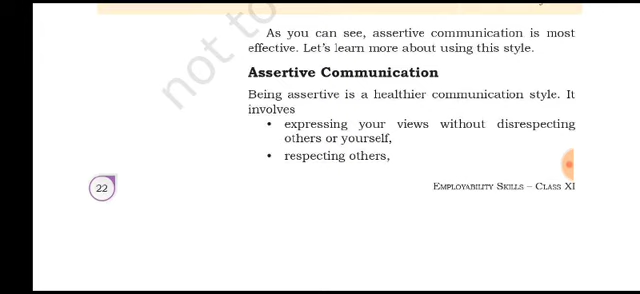 As you can see, assertive communication is most
effective. Let's learn more about using this style.
Assertive Communication
Being assertive is a healthier communication style. It
involves
• expressing your views without disrespecting
others or yourself,
• respecting others,
not to
22
Employability Skills – Class XI